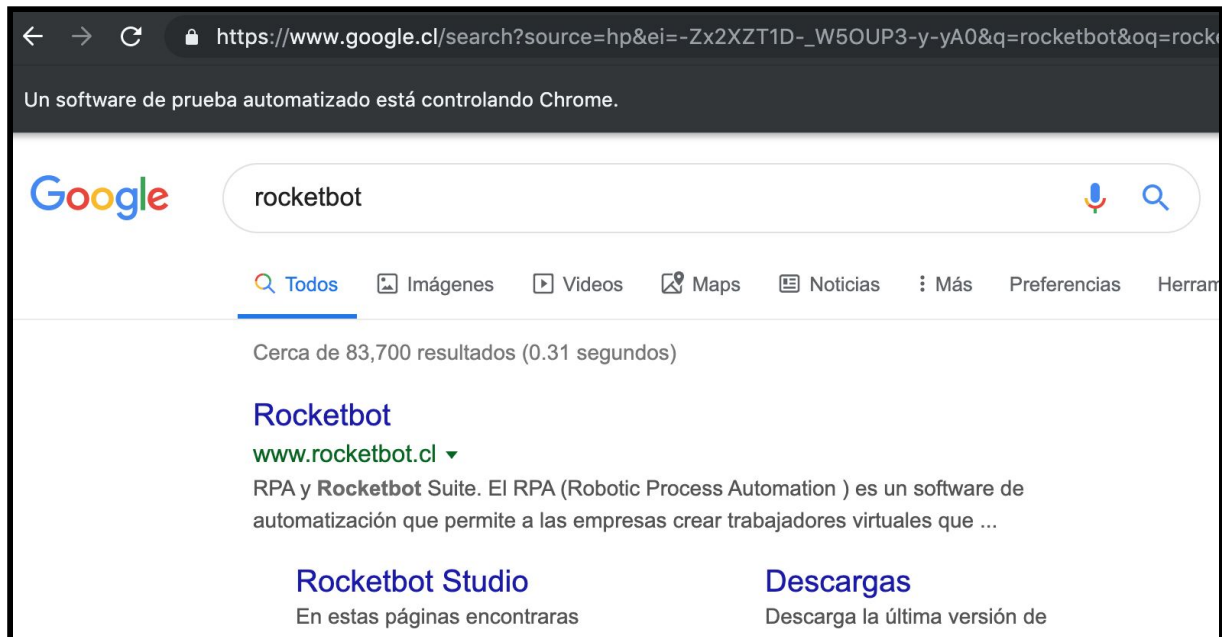 https://www.google.cl/search?source=hp&ei=-Zx2XZT1D-_W5OUP3-y-yA0&q=rocketbot&oq=rocke
Un software de prueba automatizado está controlando Chrome.
Google
rocketbot
Todos Imágenes Videos Maps Noticias Más Preferencias Herram
Cerca de 83,700 resultados (0.31 segundos)
Rocketbot
www.rocketbot.cl
RPA y Rocketbot Suite. El RPA (Robotic Process Automation ) es un software de
automatización que permite a las empresas crear trabajadores virtuales que ...
Rocketbot Studio Descargas
En estas páginas encontraras Descarga la última versión de